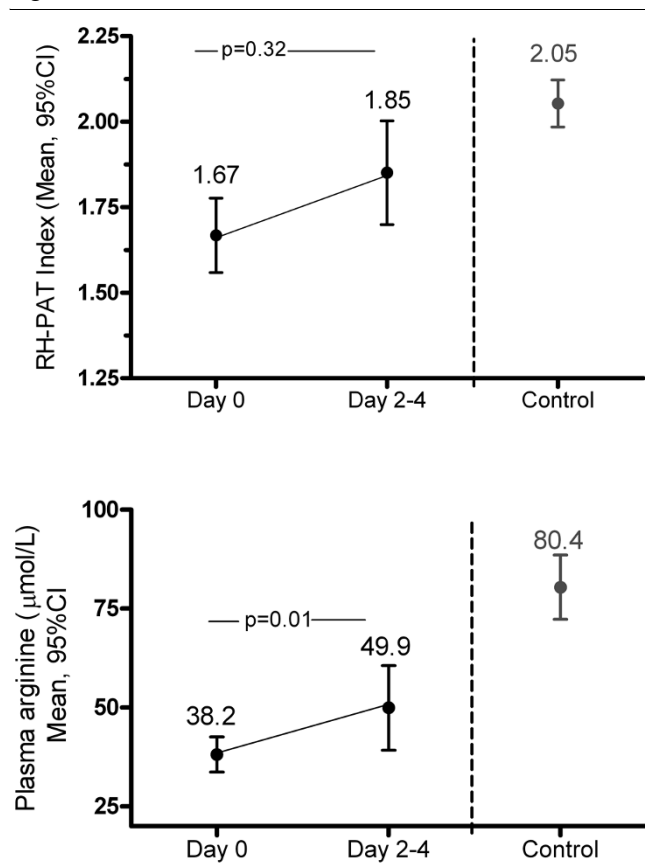 RH-PAT Index (Mean, 95%CI)
2.25
2.00
1.75
1.50
1.25
p=0.32
1.67
1.85
2.05
Day 0
Day 2-4
Control
Plasma arginine (μmol/L)
Mean, 95%CI
100
75
50
25
p=0.01
38.2
49.9
80.4
Day 0
Day 2-4
Control